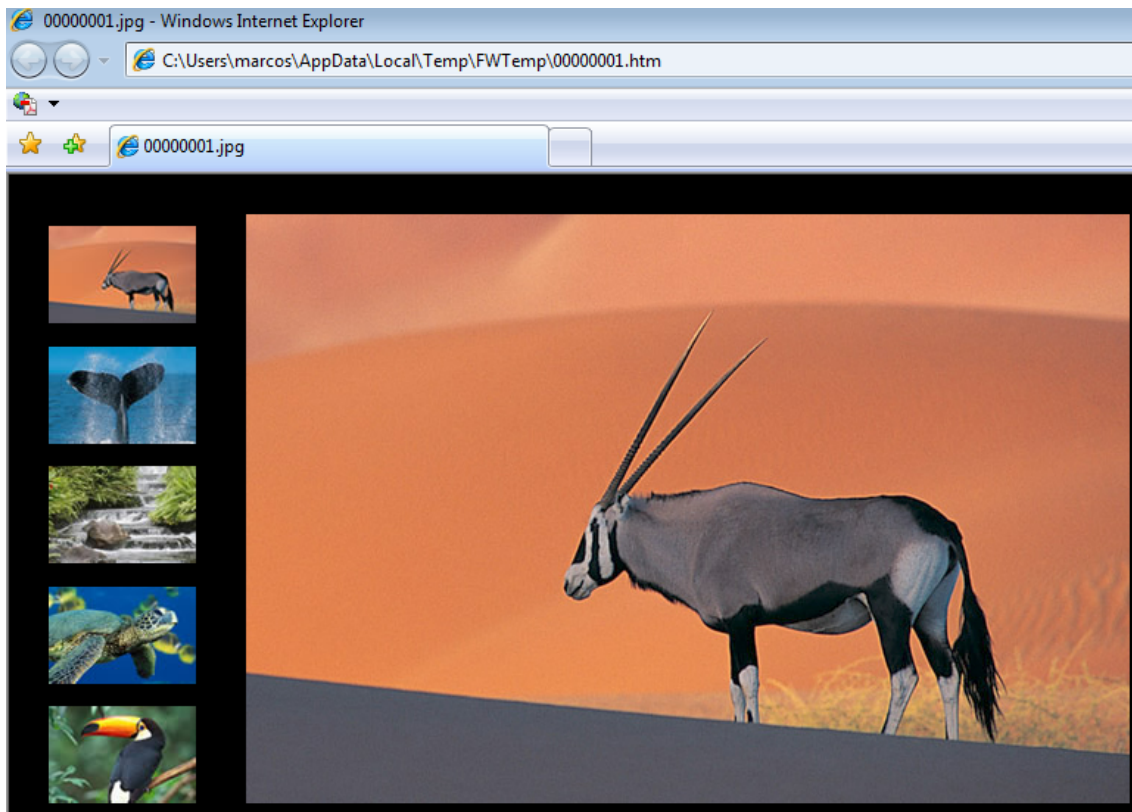 00000001.jpg - Windows Internet Explorer
C:\Users\marcos\AppData\Local\Temp\FWTemp\00000001.htm
00000001.jpg